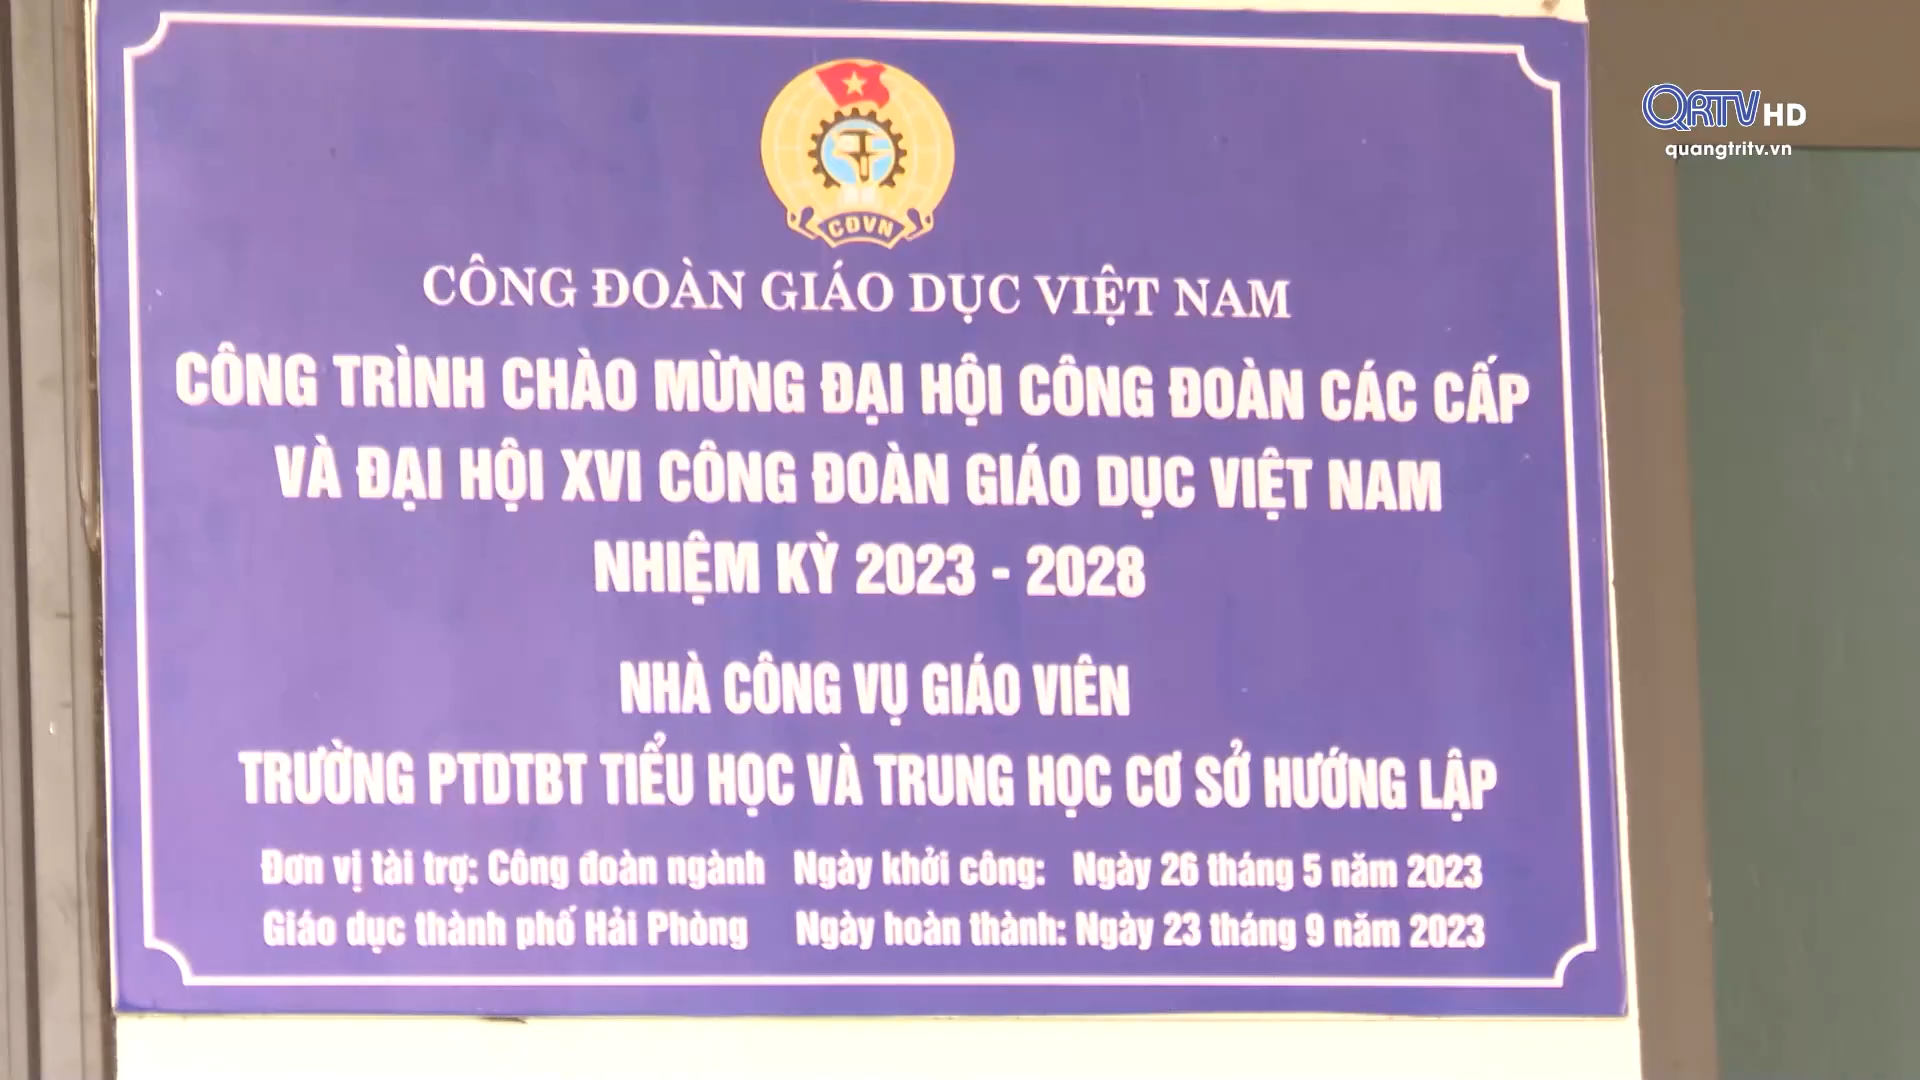 QRTV HD
quangtritv.vn
CĐVN
CÔNG ĐOÀN GIÁO DỤC VIỆT NAM
CÔNG TRÌNH CHÀO MỪNG ĐẠI HỘI CÔNG ĐOÀN CÁC CẤP
VÀ ĐẠI HỘI XVI CÔNG ĐOÀN GIÁO DỤC VIỆT NAM
NHIỆM KỲ 2023 - 2028
NHÀ CÔNG VỤ GIÁO VIÊN
TRƯỜNG PTDTBT TIỂU HỌC VÀ TRUNG HỌC CƠ SỞ HƯỚNG LẬP
Đơn vị tài trợ: Công đoàn ngành Ngày khởi công: Ngày 26 tháng 5 năm 2023
Giáo dục thành phố Hải Phòng Ngày hoàn thành: Ngày 23 tháng 9 năm 2023